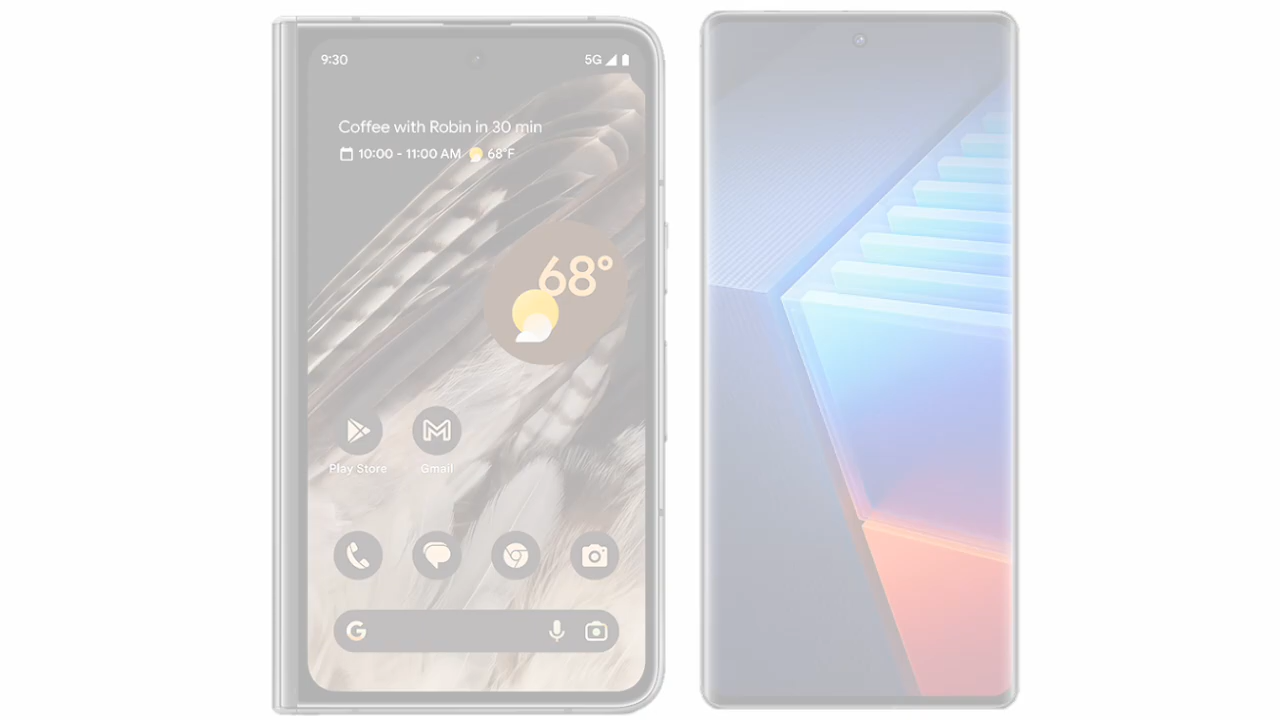 9:30
5G
Coffee with Robin in 30 min
10:00 - 11:00 AM 68°F
68°
Play Store
Gmail
G